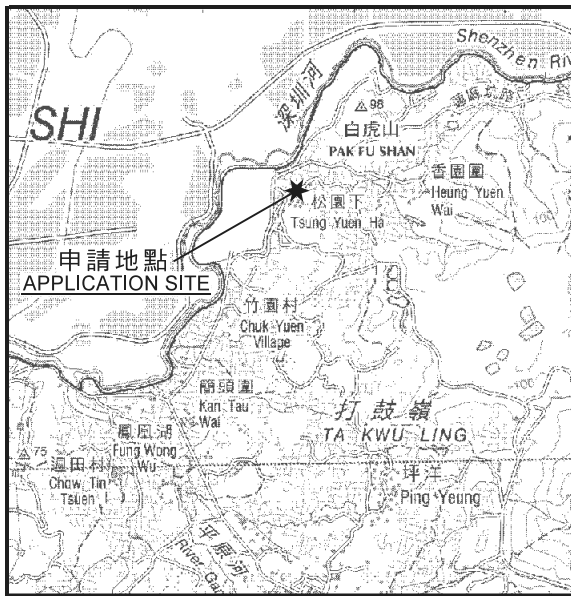 Shenzhen Riv
深圳河
SHI
△98
白虎山
PAK FU SHAN
香園圍
Heung Yuen
Wai
100
松園下
Tsung Yuen Ha
申請地點
APPLICATION SITE
竹園村
Chuk Yuen
Village
100
簡頭圍
Kan Tau
Wai
打鼓嶺
TA KWU LING
鳳凰湖
Fung Wong
Wu
△75
週田村
Chow Tin
Tsuen
坪洋
Ping Yeung
平原河
River Gan